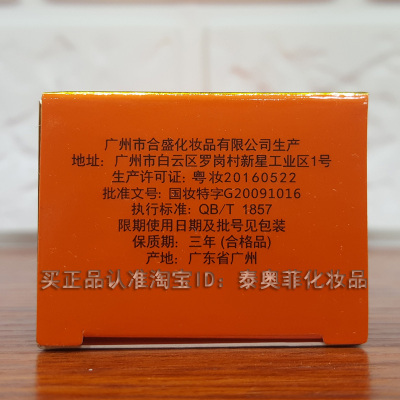 广州市合盛化妆品有限公司生产
地址：广州市白云区罗岗村新星工业区1号
生产许可证：粤妆20160522
批准文号：国妆特字G20091016
执行标准：QB/T 1857
限期使用日期及批号见包装
保质期：三年(合格品)
产地：广东省广州
买正品认准淘宝ID：泰奥菲化妆品